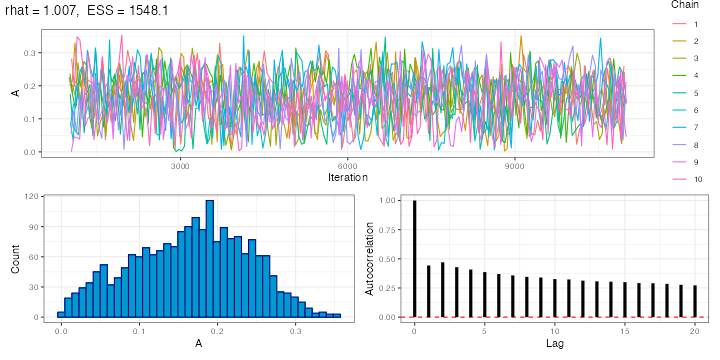 rhat = 1.007, ESS = 1548.1
Chain
1
2
3
4
5
6
7
8
9
10
A
0.3
0.2
0.1
0.0
3000 6000 9000
Iteration
Count
120
90
60
30
0
0.0 0.1 0.2 0.3
A
Autocorrelation
1.00
0.75
0.50
0.25
0.00
0 5 10 15 20
Lag